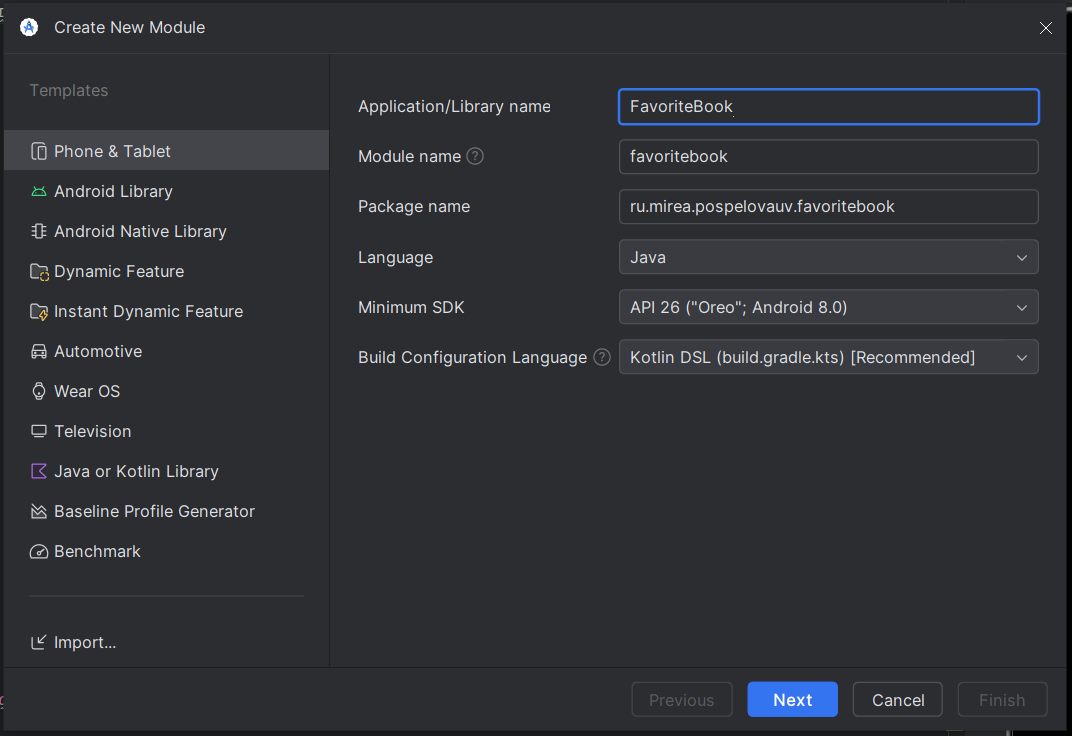 Create New Module
Templates
Phone & Tablet
Android Library
Android Native Library
Dynamic Feature
Instant Dynamic Feature
Automotive
Wear OS
Television
Java or Kotlin Library
Baseline Profile Generator
Benchmark
Import...
Application/Library name FavoriteBook
Module name ? favoritebook
Package name ru.mirea.pospelovauv.favoritebook
Language Java
Minimum SDK API 26 ("Oreo"; Android 8.0)
Build Configuration Language ? Kotlin DSL (build.gradle.kts) [Recommended]
Previous Next Cancel Finish